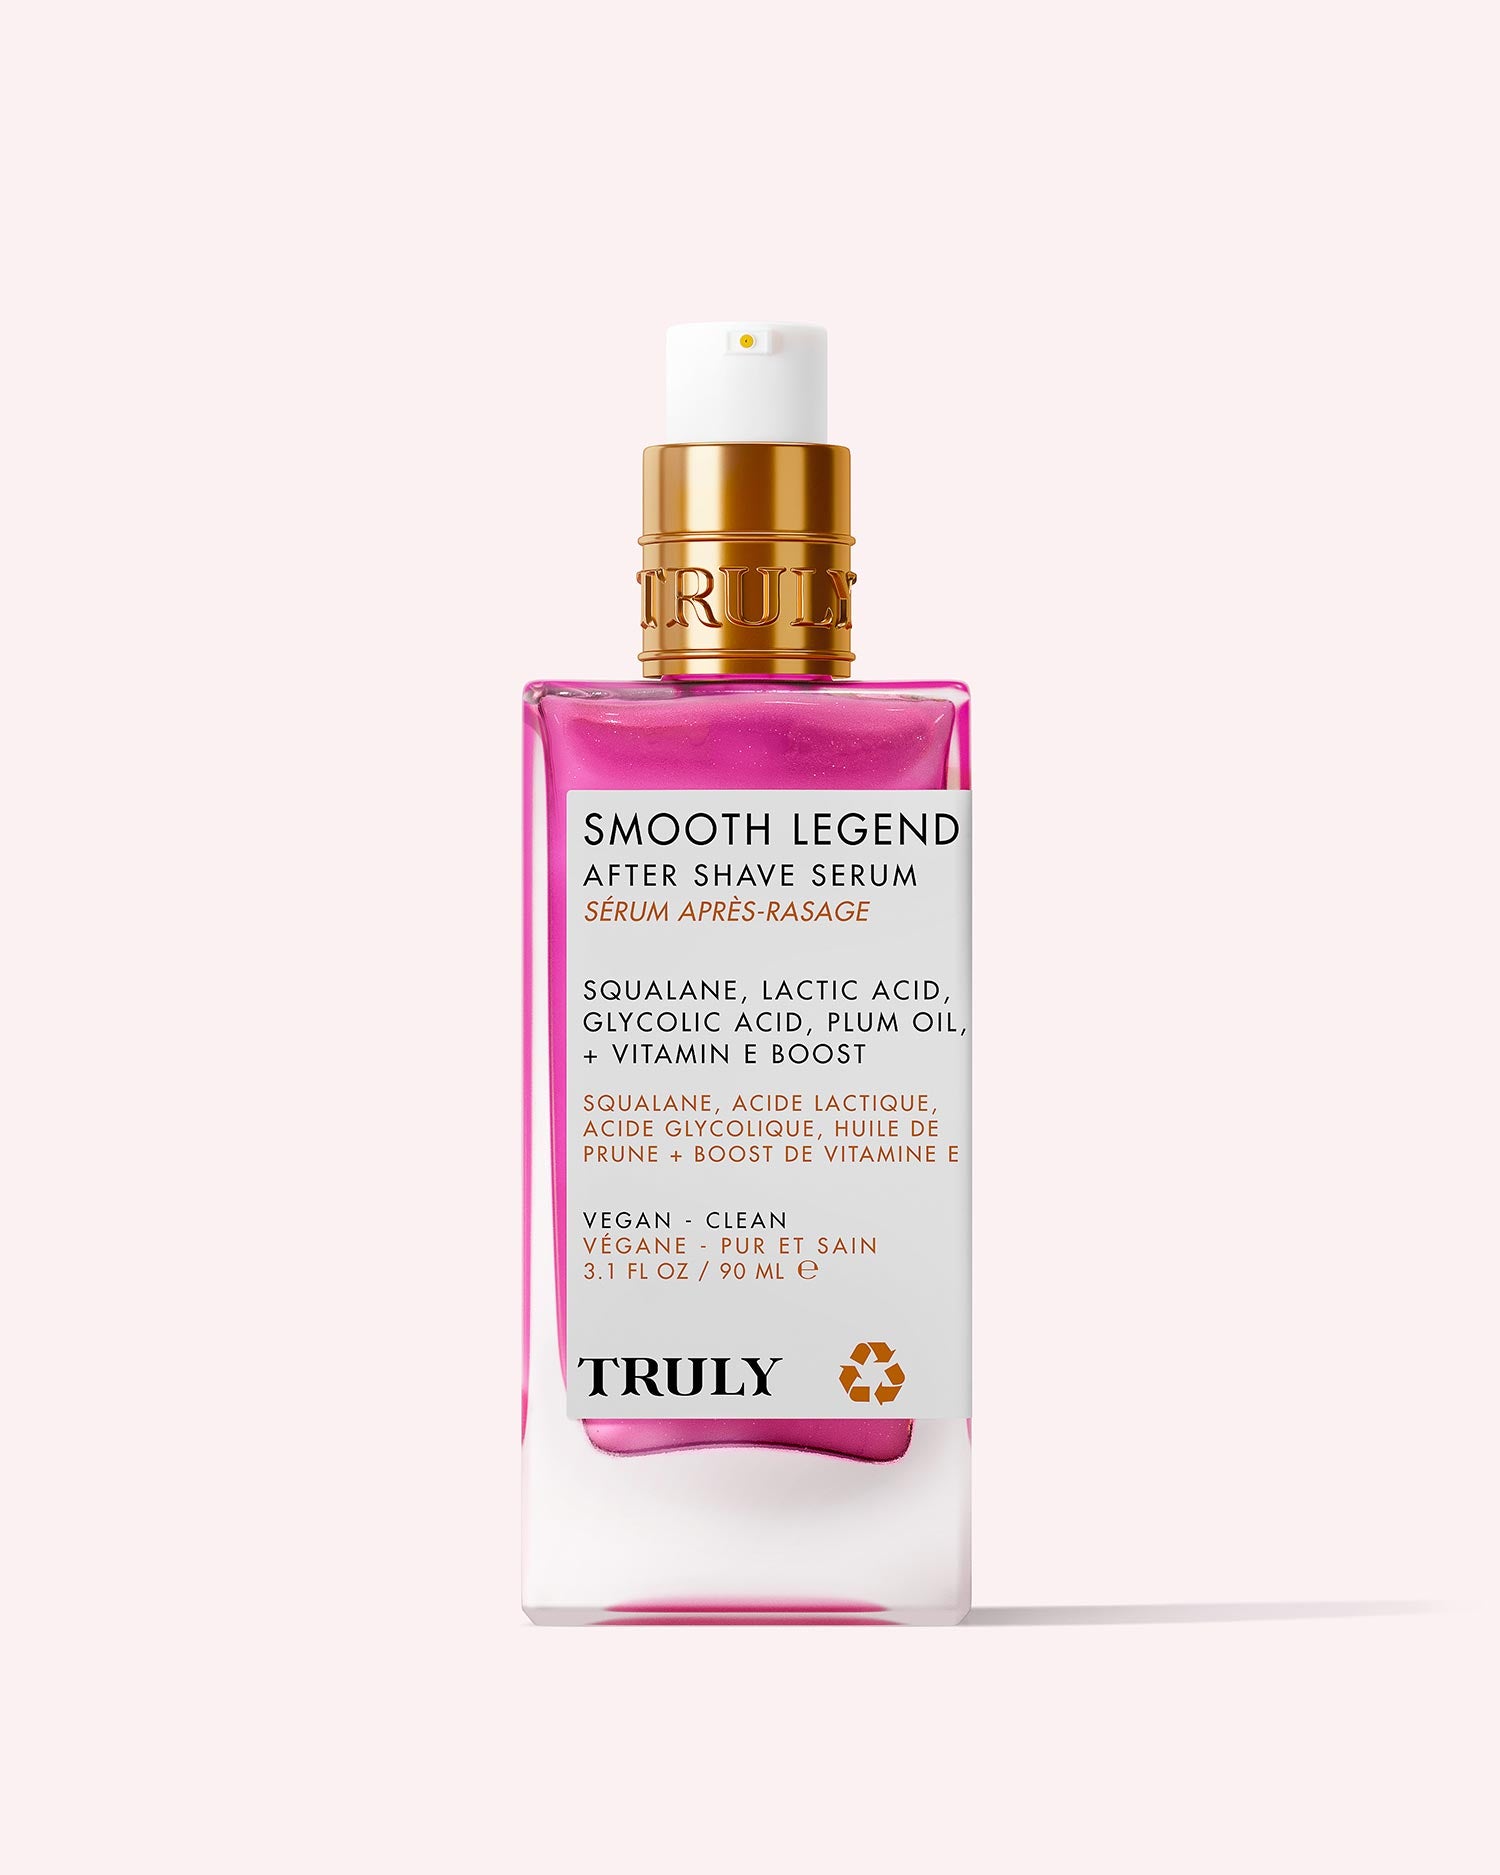 TRULY
SMOOTH LEGEND
AFTER SHAVE SERUM
SÉRUM APRÈS-RASAGE
SQUALANE, LACTIC ACID,
GLYCOLIC ACID, PLUM OIL,
+ VITAMIN E BOOST
SQUALANE, ACIDE LACTIQUE,
ACIDE GLYCOLIQUE, HUILE DE
PRUNE + BOOST DE VITAMINE E
VEGAN - CLEAN
VÉGANE - PUR ET SAIN
3.1 FL OZ / 90 ML ℮
TRULY